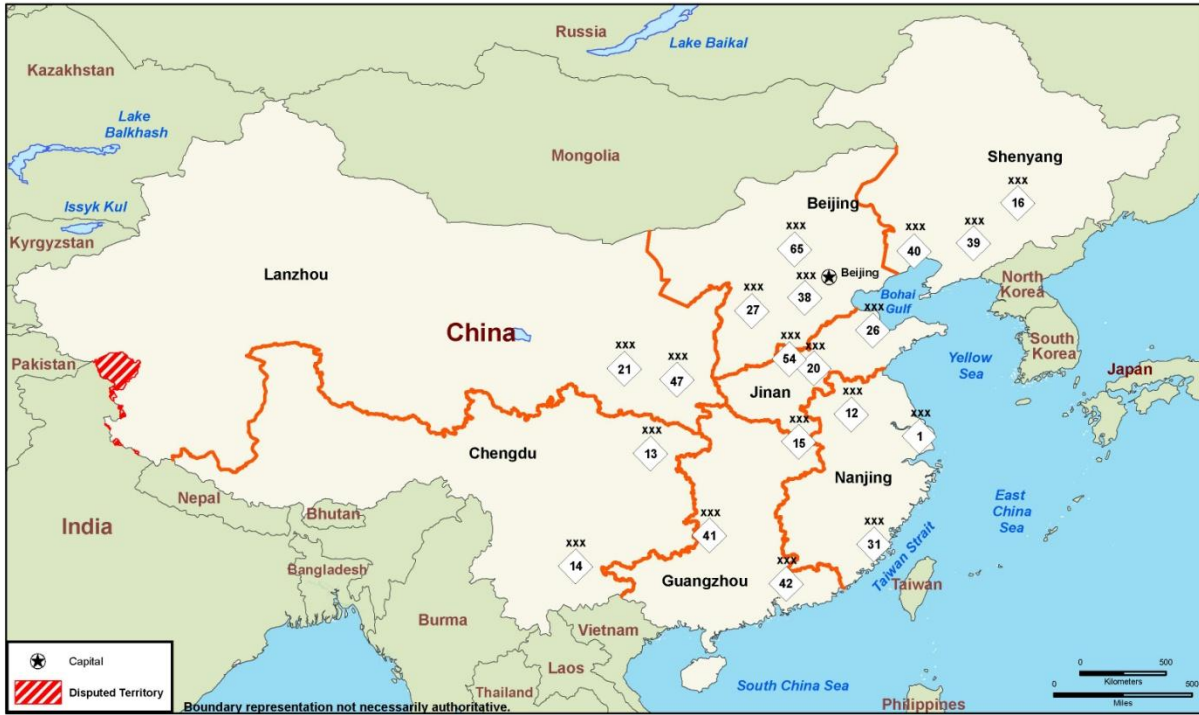 Russia
Lake Baikal
Kazakhstan
Lake
Balkhash
Mongolia
Shenyang
xxx
16
Issyk Kul
Beijing
xxx
65
xxx
40
xxx
39
Kyrgyzstan
Lanzhou
Beijing
xxx
38
xxx
27
Bohai
Gulf
North
Korea
xxx
26
China
South
Korea
Pakistan
xxx
54
xxx
20
xxx
21
xxx
47
Yellow
Sea
Japan
Jinan
xxx
12
xxx
1
xxx
15
Chengdu
xxx
13
Nanjing
Nepal
Bhutan
India
East
China
Sea
xxx
41
xxx
31
Taiwan Strait
Bangladesh
xxx
14
Guangzhou
xxx
42
Taiwan
Burma
Vietnam
Laos
Thailand
South China Sea
Philippines
Capital
Disputed Territory
Boundary representation not necessarily authoritative.
0 500
Kilometers
0 500
Miles